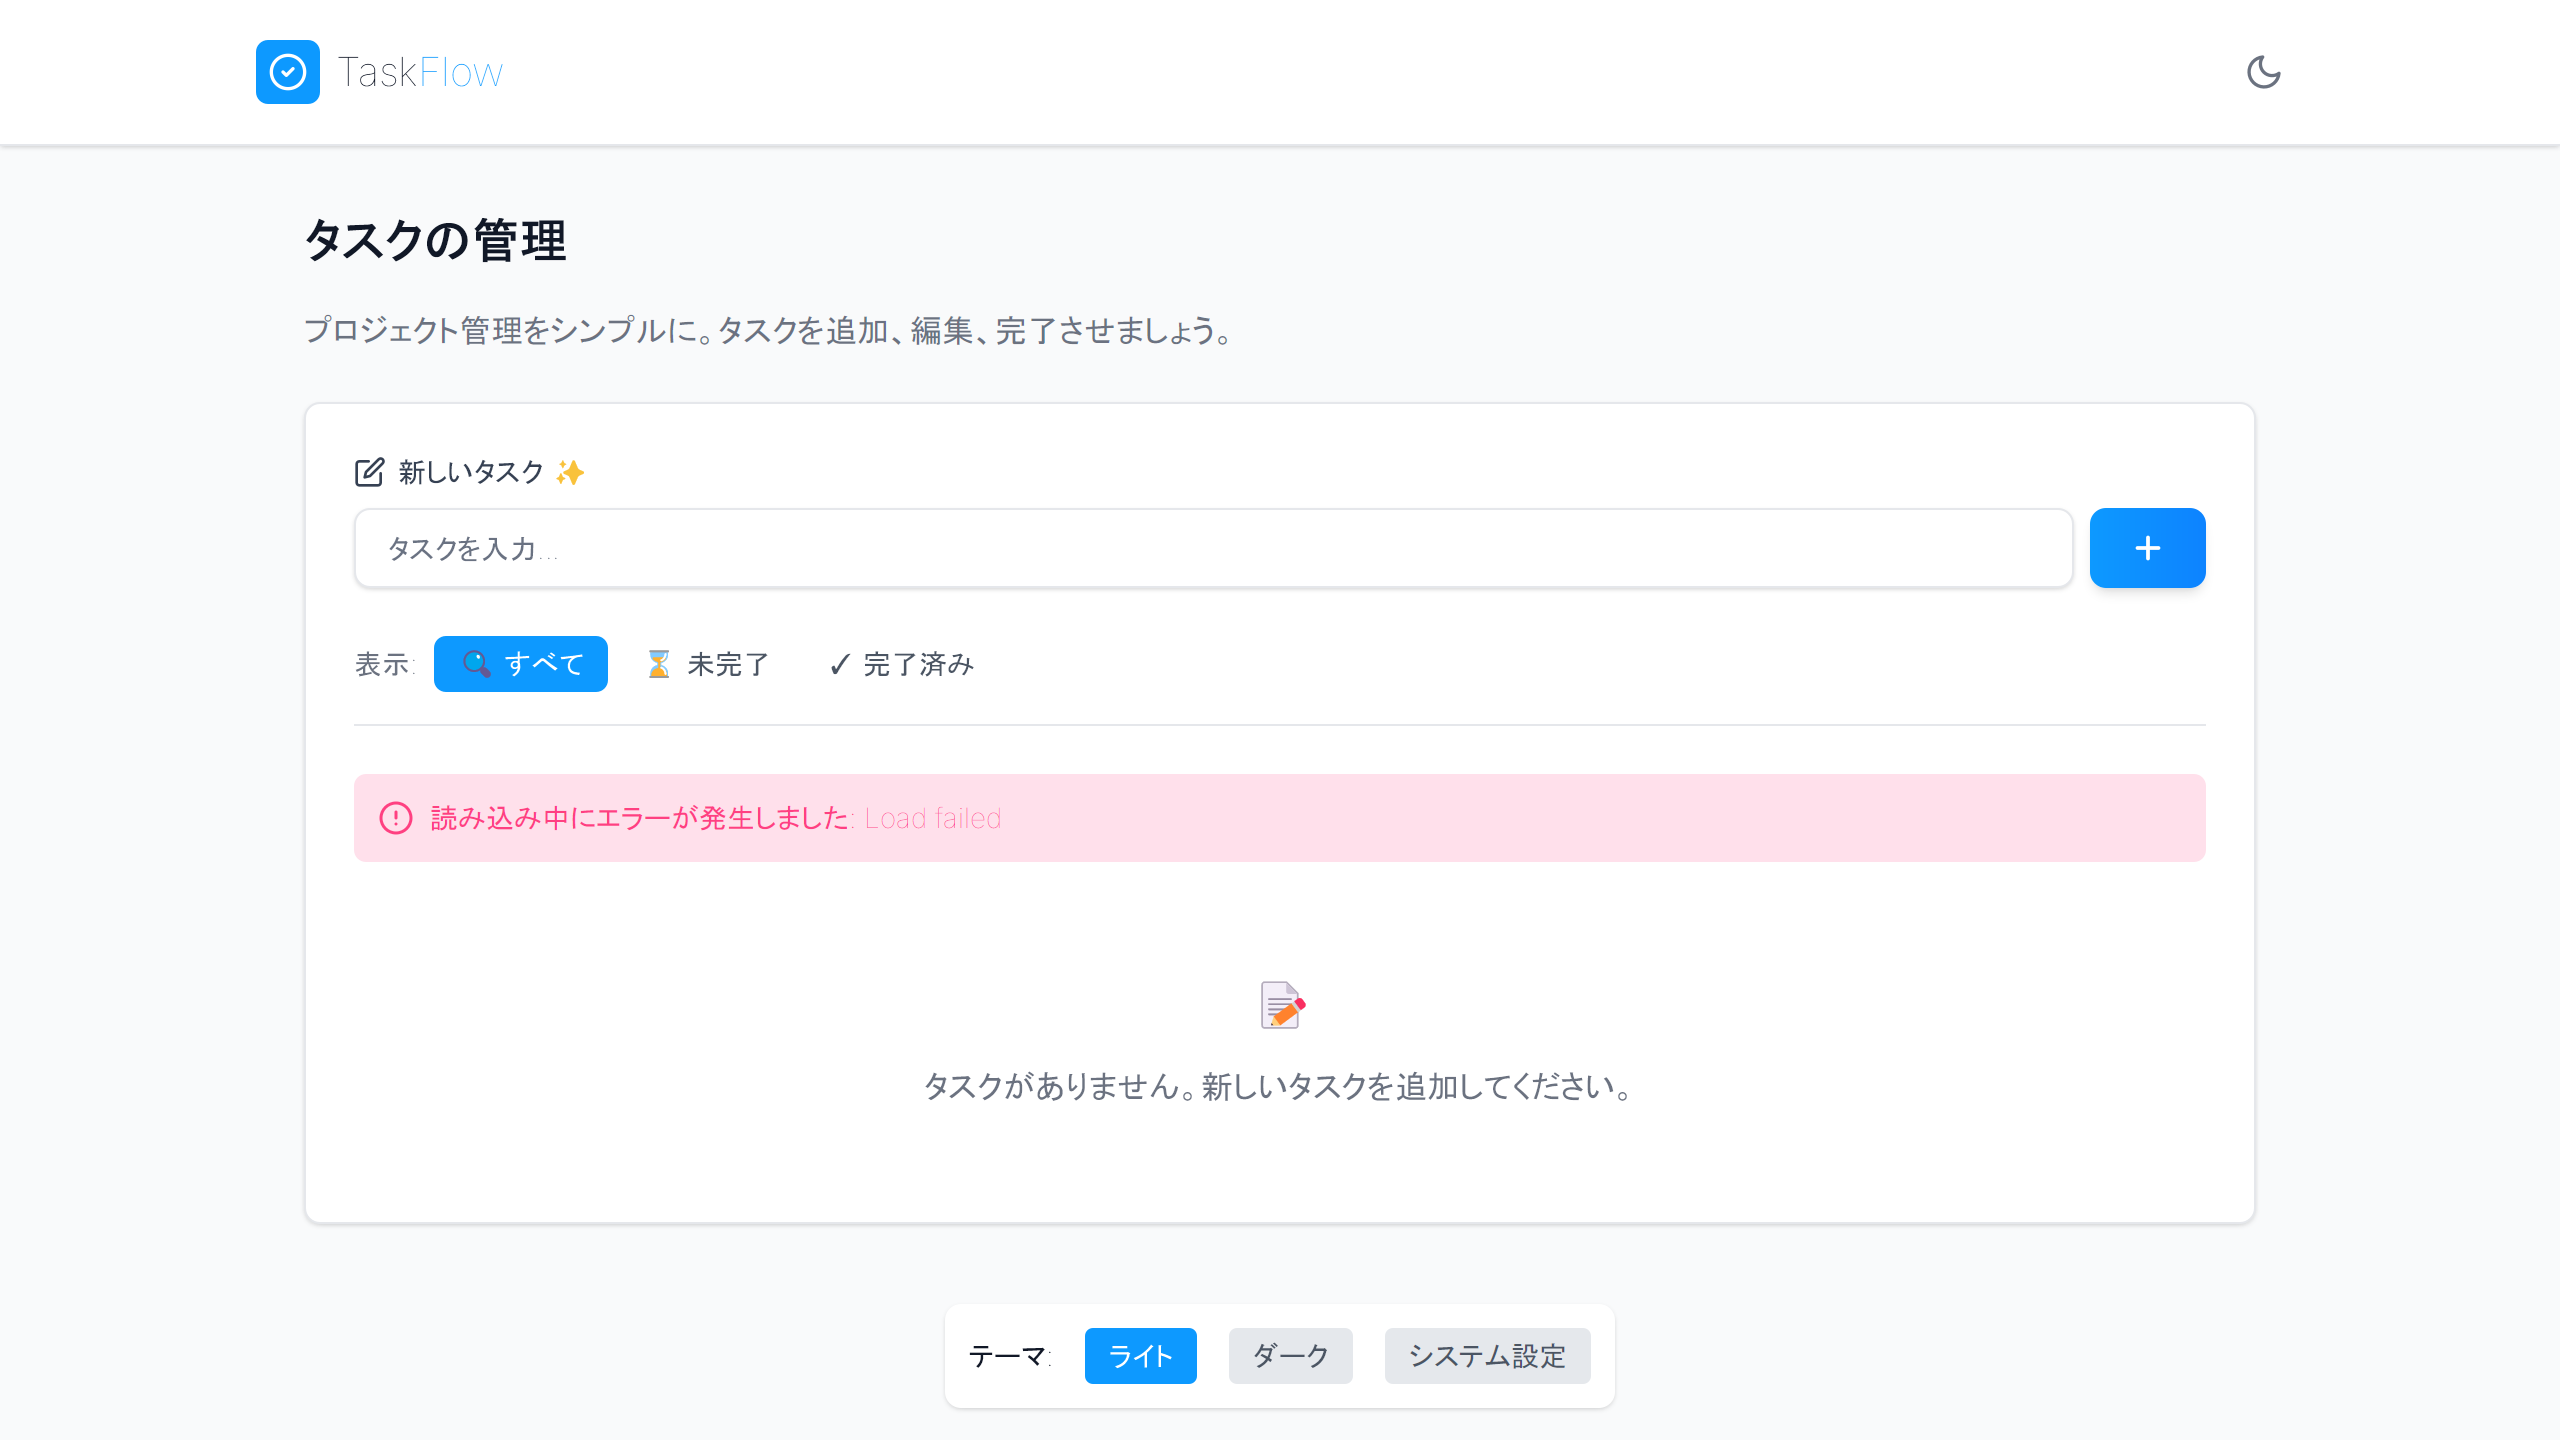 TaskFlow
タスクの管理
プロジェクト管理をシンプルに。タスクを追加、編集、完了させましょう。
新しいタスク ✨
タスクを入力...
表示: 🔍 すべて ⏳ 未完了 ✓ 完了済み
読み込み中にエラーが発生しました: Load failed
タスクがありません。新しいタスクを追加してください。
テーマ: ライト ダーク システム設定